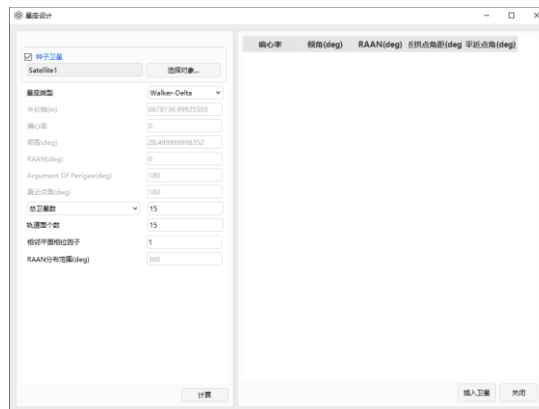 星座设计
种子卫星
Satellite1 选择对象...
星座类型 Walker-Delta
半长轴(m) 6678136.99925503
偏心率 0
倾角(deg) 28.499999998352
RAAN(deg) 0
Argument Of Perigee(deg) 180
真近点角(deg) 180
总卫星数 15
轨道面个数 15
相邻平面相位因子 1
RAAN分布范围(deg) 360
计算
偏心率 倾角(deg) RAAN(deg) 拱点角距(deg 平近点角(deg)
插入卫星 关闭